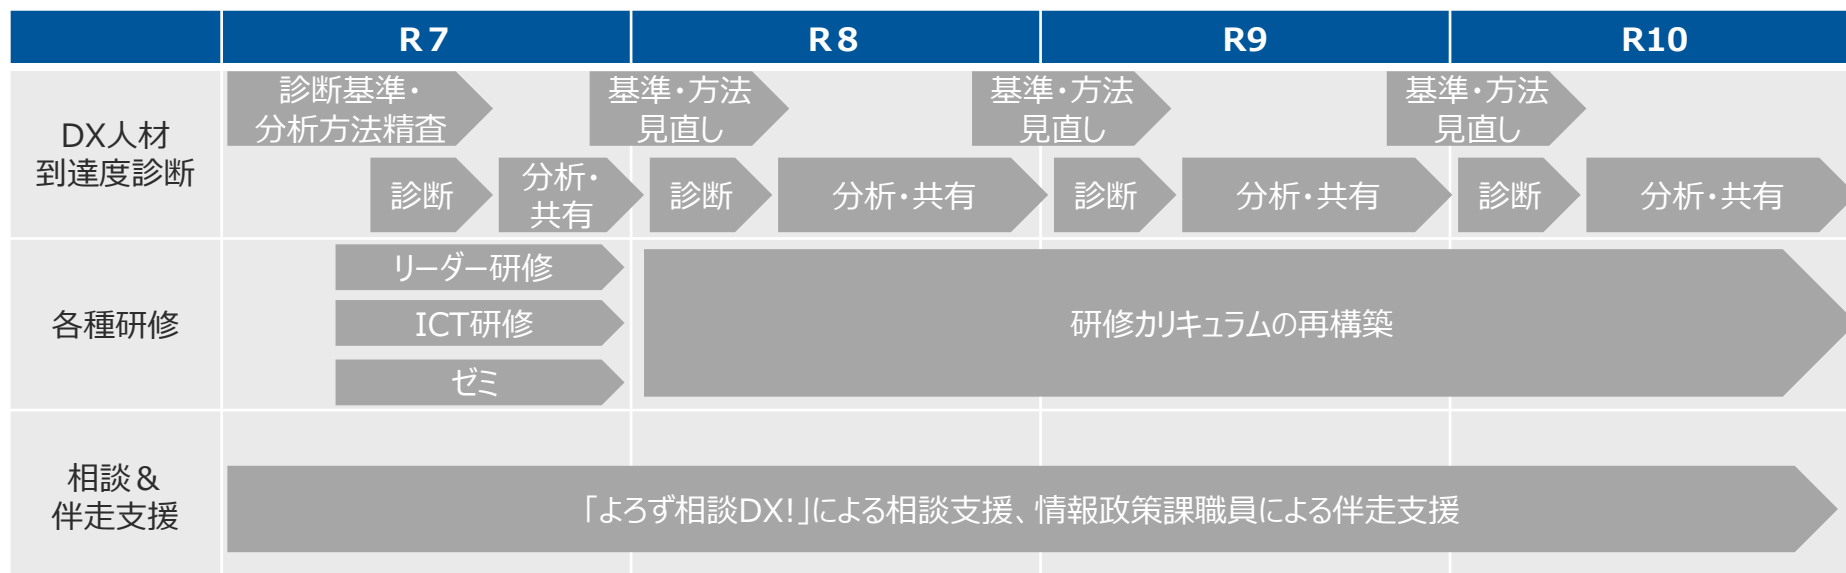 R７
R８
R9
R10
DX人材
到達度診断
診断基準・
分析方法精査
基準・方法
見直し
基準・方法
見直し
基準・方法
見直し
診断
分析・
共有
診断
分析・共有
診断
分析・共有
診断
分析・共有
各種研修
リーダー研修
ICT研修
ゼミ
研修カリキュラムの再構築
相談＆
伴走支援
「よろず相談DX!」による相談支援、情報政策課職員による伴走支援